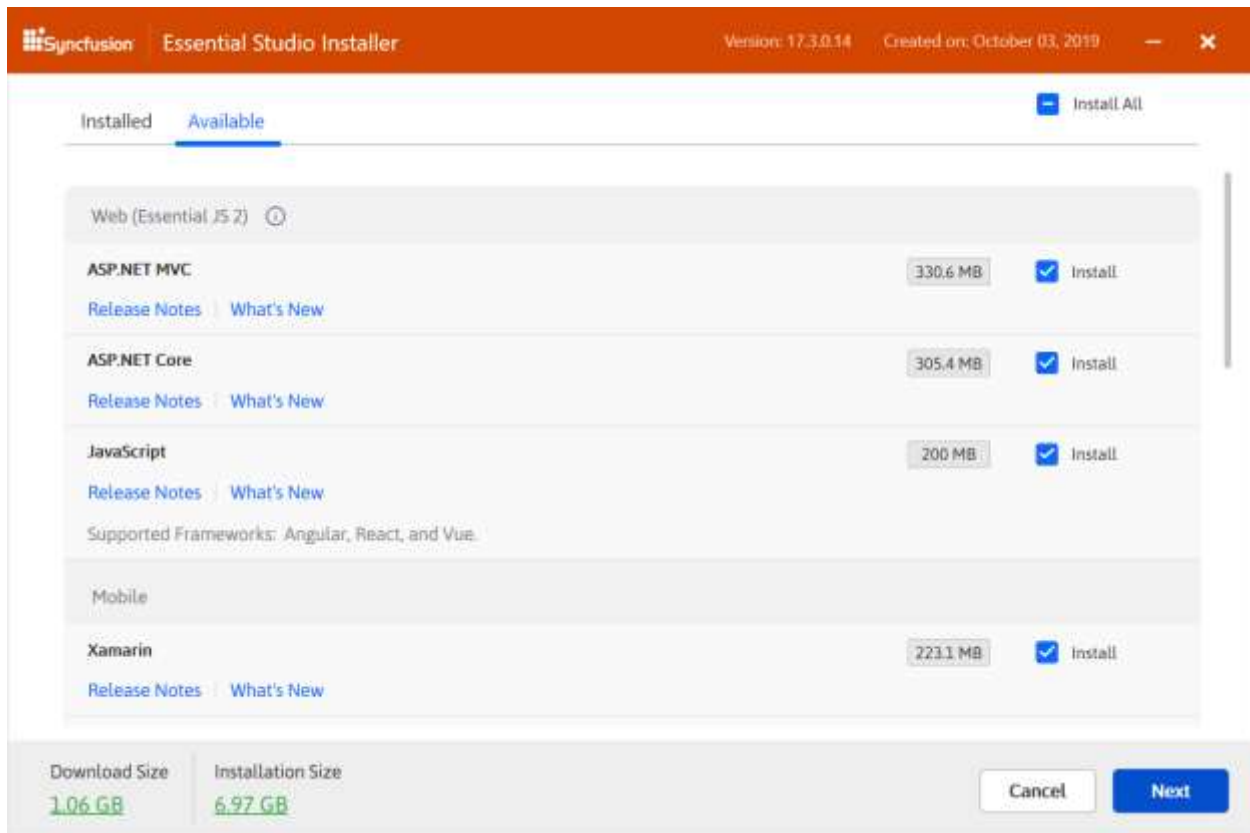 Syncfusion Essential Studio Installer Version: 17.3.0.14 Created on: October 03, 2019
Installed Available Install All
Web (Essential JS 2)
ASP.NET MVC 330.6 MB Install
Release Notes What's New
ASP.NET Core 305.4 MB Install
Release Notes What's New
JavaScript 200 MB Install
Release Notes What's New
Supported Frameworks: Angular, React, and Vue.
Mobile
Xamarin 223.1 MB Install
Release Notes What's New
Download Size Installation Size
1.06 GB 6.97 GB Cancel Next